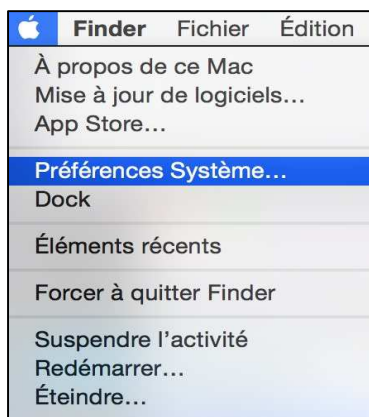 Finder Fichier Édition
À propos de ce Mac
Mise à jour de logiciels…
App Store…
Préférences Système…
Dock
Éléments récents
Forcer à quitter Finder
Suspendre l’activité
Redémarrer…
Éteindre…